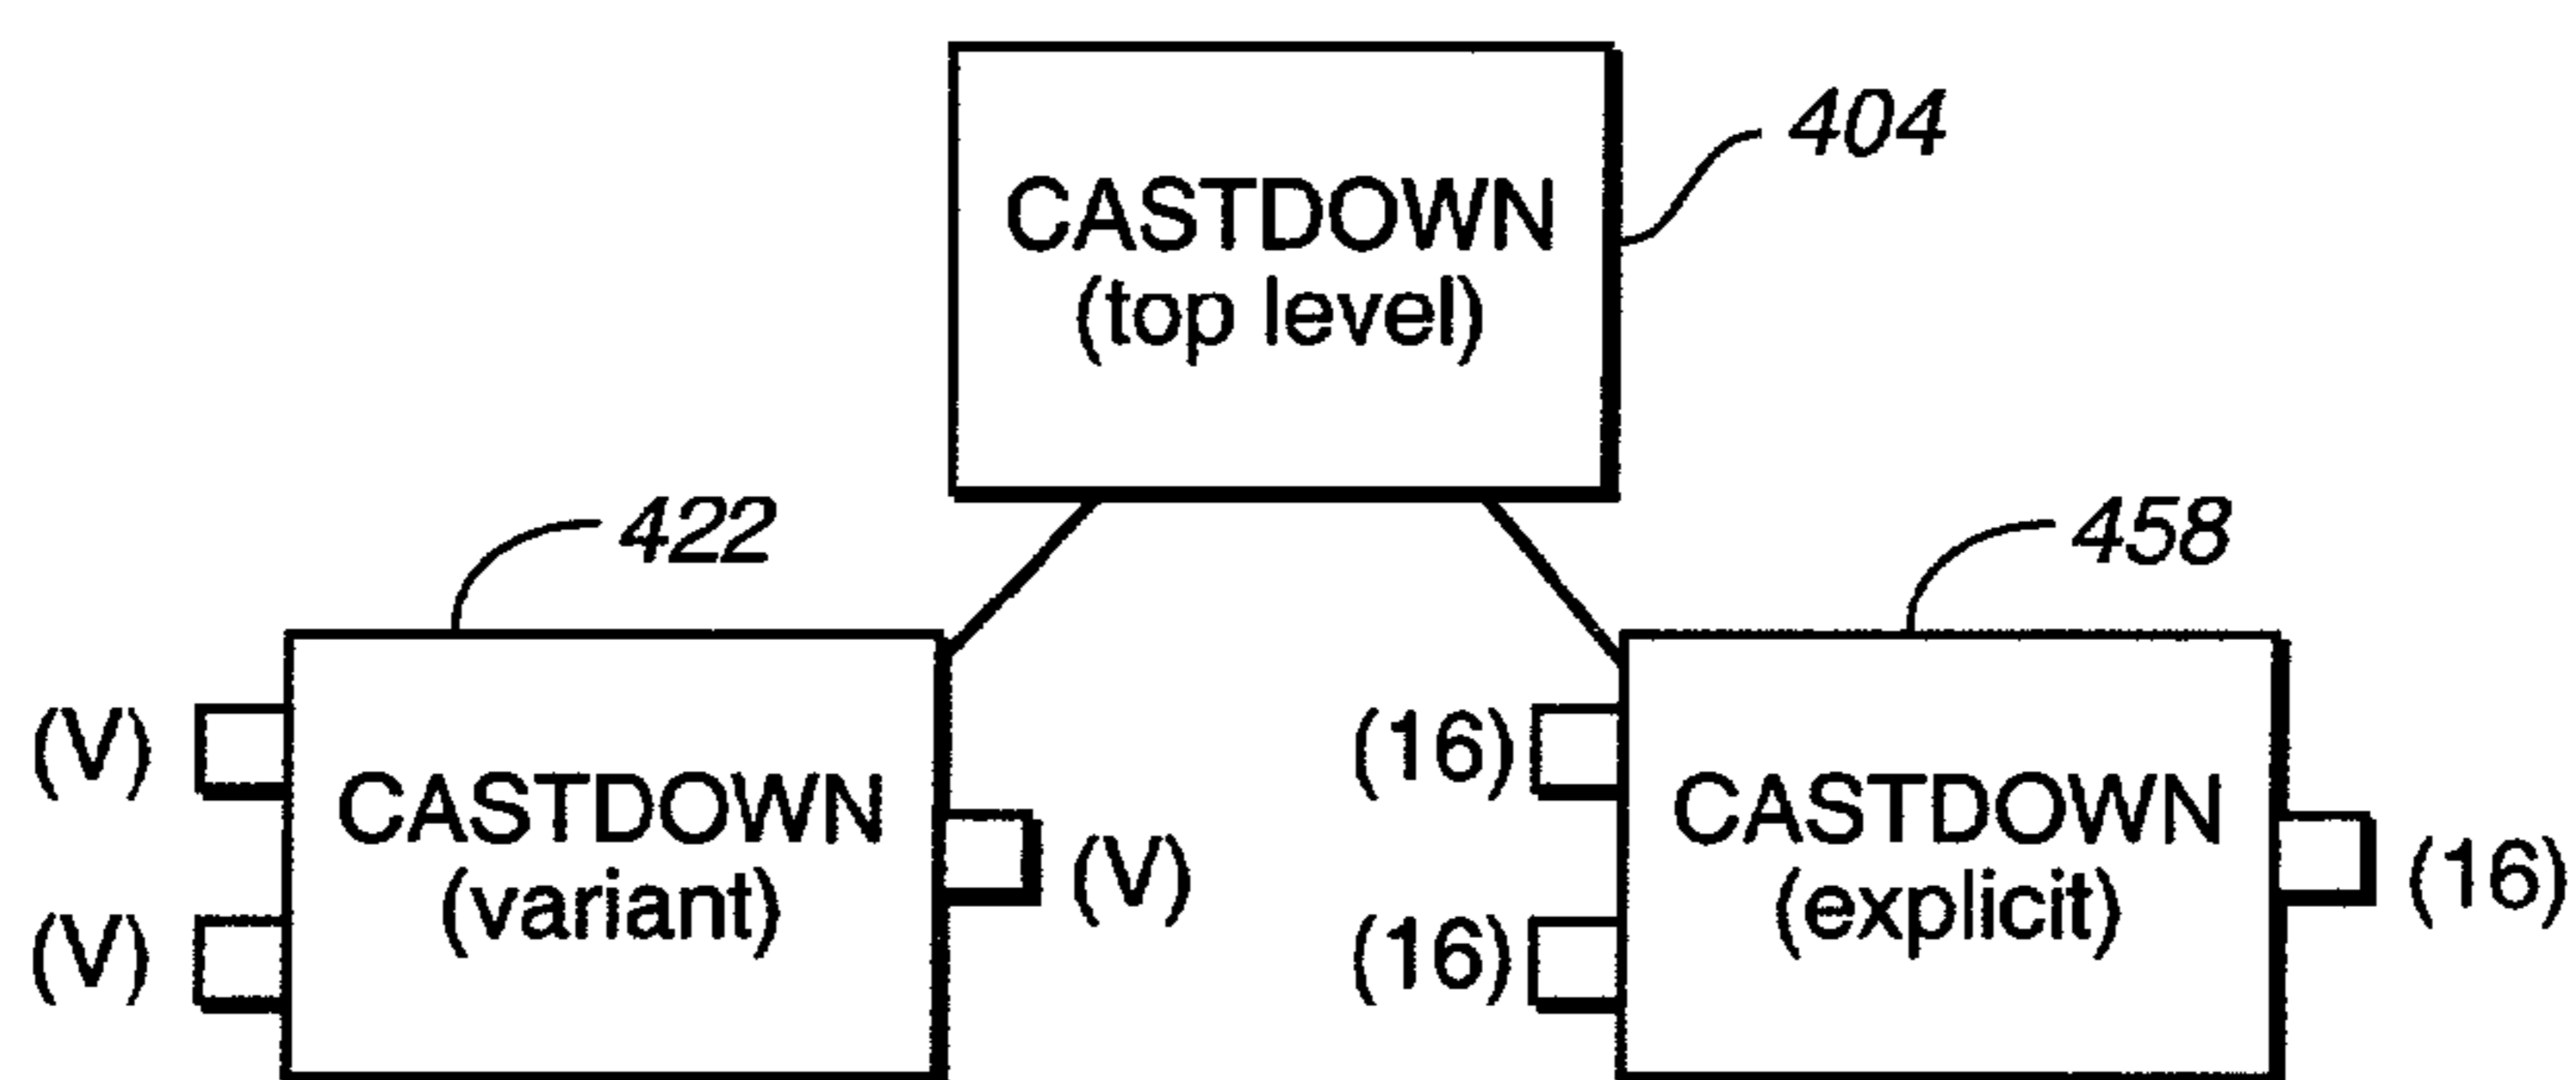 CASTDOWN
(top level)
404
422
458
(V)
(V)
CASTDOWN
(variant)
(V)
(16)
(16)
CASTDOWN
(explicit)
(16)